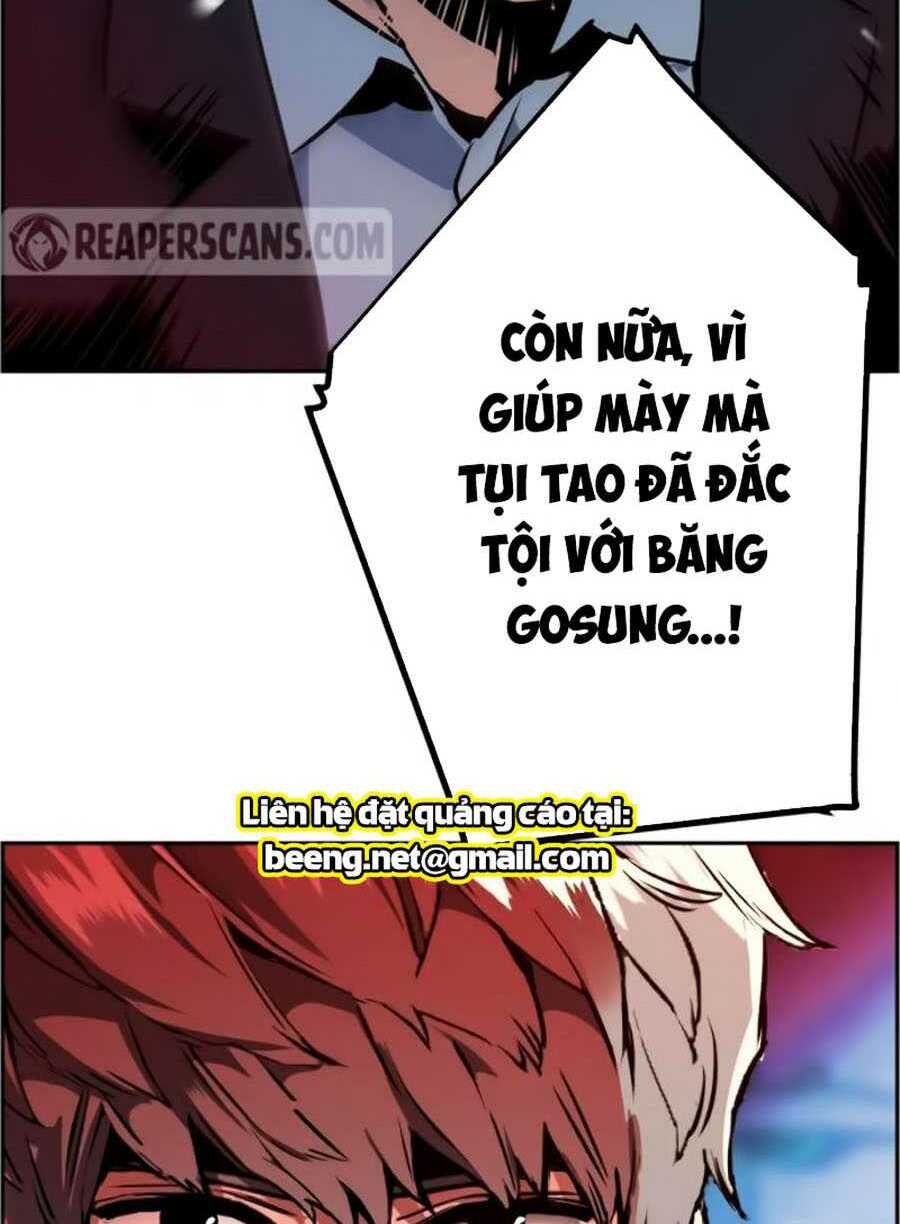 REAPERSCANS.COM
CÒN NỮA, VÌ
GIÚP MÀY MÀ
TỤI TAO ĐÃ ĐẮC
TỘI VỚI BĂNG
GOSUNG...!
Liên hệ đặt quảng cáo tại:
beeng.net@gmail.com